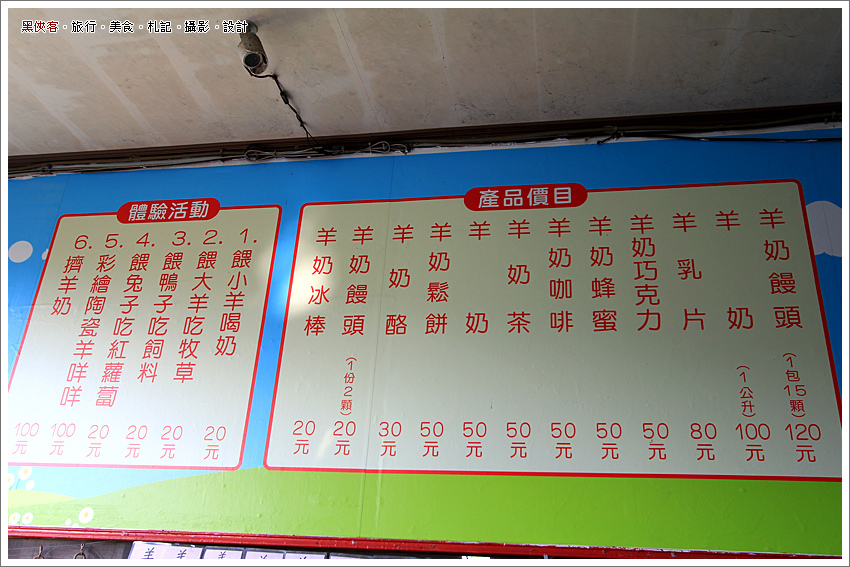 黑俠客・旅行・美食・札記・攝影・設計
體驗活動
1.餵小羊喝奶 20元
2.餵大羊吃牧草 20元
3.餵鴨子吃飼料 20元
4.餵兔子吃紅蘿蔔 20元
5.彩繪陶瓷羊咩咩 100元
6.擠羊奶 100元
產品價目
羊奶饅頭(1包15顆) 120元
羊奶(1公升) 100元
羊乳片 80元
羊奶巧克力 50元
羊奶蜂蜜 50元
羊奶咖啡 50元
羊奶茶 50元
羊奶 50元
羊奶鬆餅 50元
羊奶酪 30元
羊奶饅頭(1份2顆) 20元
羊奶冰棒 20元
羊 羊 羊 羊 羊